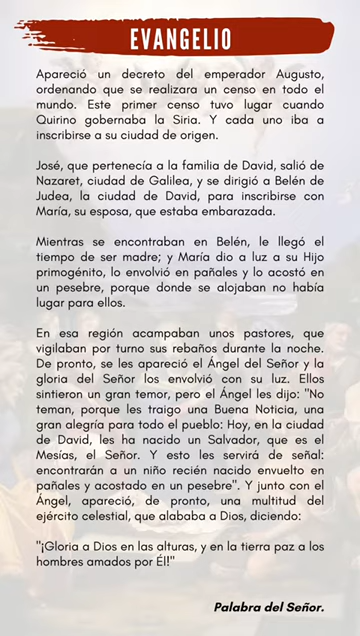 EVANGELIO
Apareció un decreto del emperador Augusto,
ordenando que se realizara un censo en todo el
mundo. Este primer censo tuvo lugar cuando
Quirino gobernaba la Siria. Y cada uno iba a
inscribirse a su ciudad de origen.
José, que pertenecía a la familia de David, salió de
Nazaret, ciudad de Galilea, y se dirigió a Belén de
Judea, la ciudad de David, para inscribirse con
María, su esposa, que estaba embarazada.
Mientras se encontraban en Belén, le llegó el
tiempo de ser madre; y María dio a luz a su Hijo
primogénito, lo envolvió en pañales y lo acostó en
un pesebre, porque donde se alojaban no había
lugar para ellos.
En esa región acampaban unos pastores, que
vigilaban por turno sus rebaños durante la noche.
De pronto, se les apareció el Ángel del Señor y la
gloria del Señor los envolvió con su luz. Ellos
sintieron un gran temor, pero el Ángel les dijo: "No
teman, porque les traigo una Buena Noticia, una
gran alegría para todo el pueblo: Hoy, en la ciudad
de David, les ha nacido un Salvador, que es el
Mesías, el Señor. Y esto les servirá de señal:
encontrarán a un niño recién nacido envuelto en
pañales y acostado en un pesebre". Y junto con el
Ángel, apareció, de pronto, una multitud del
ejército celestial, que alababa a Dios, diciendo:
"¡Gloria a Dios en las alturas, y en la tierra paz a los
hombres amados por Él!"
Palabra del Señor.